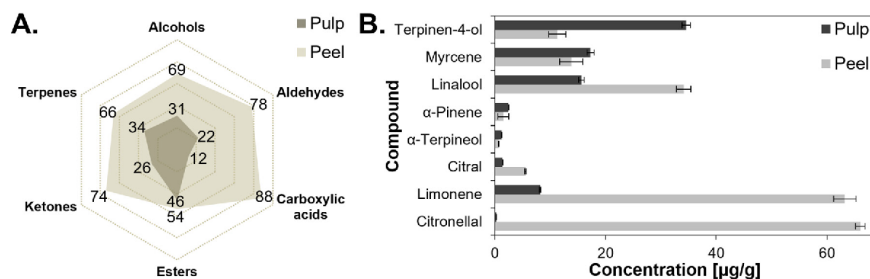 A.
Pulp
Peel
Alcohols
Aldehydes
Carboxylic
acids
Esters
Ketones
Terpenes
69
78
88
54
74
66
31
22
12
46
26
34
B.
Pulp
Peel
Compound
Terpinen-4-ol
Myrcene
Linalool
α-Pinene
α-Terpineol
Citral
Limonene
Citronellal
0
20
40
60
Concentration [µg/g]